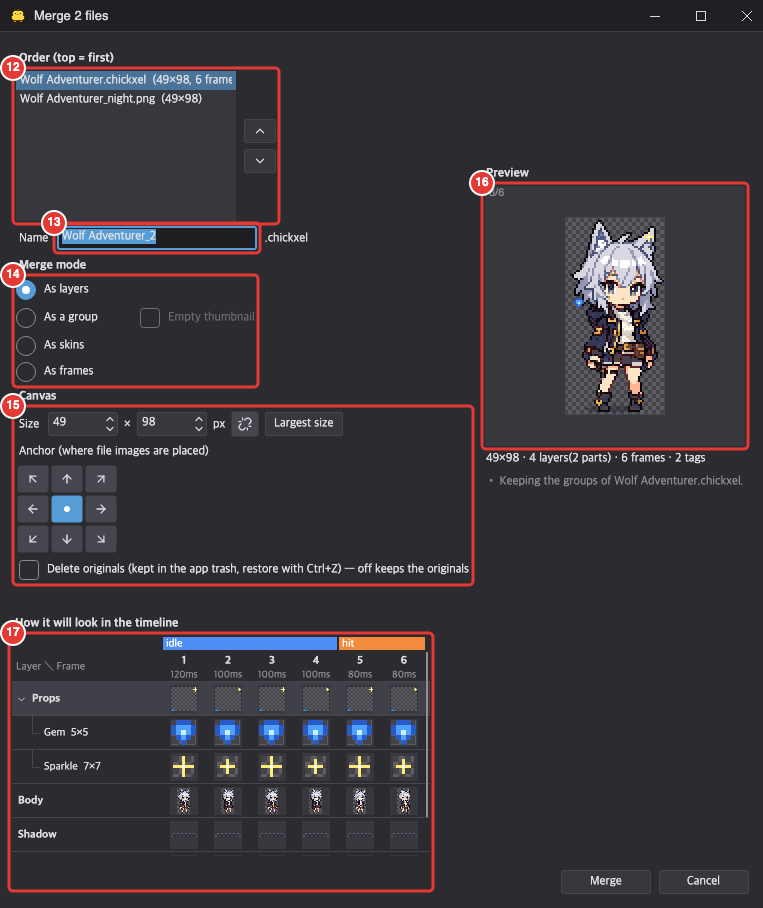 Merge 2 files
Order (top = first)
12
Wolf Adventurer.chickxel (49×98, 6 frame
Wolf Adventurer_night.png (49×98)
13
Name Wolf Adventurer_2 .chickxel
Merge mode
14
As layers
As a group Empty thumbnail
As skins
As frames
Canvas
15
Size 49 × 98 px Largest size
Anchor (where file images are placed)
Delete originals (kept in the app trash, restore with Ctrl+Z) — off keeps the originals
Preview
16
/6
49×98 · 4 layers(2 parts) · 6 frames · 2 tags
• Keeping the groups of Wolf Adventurer.chickxel.
How it will look in the timeline
17
idle hit
Layer \ Frame 1 2 3 4 5 6
120ms 100ms 100ms 100ms 80ms 80ms
Props
Gem 5×5
Sparkle 7×7
Body
Shadow
Merge Cancel